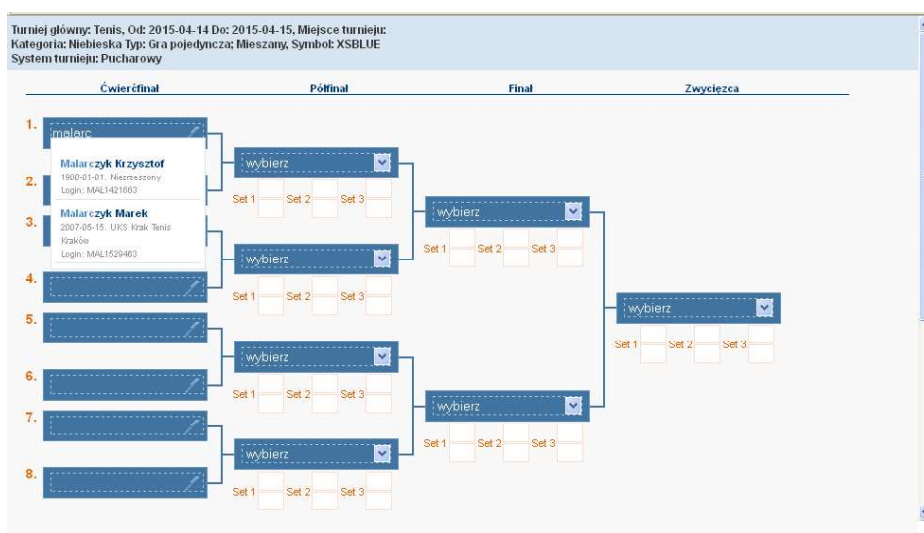 Turniej główny: Tenis, Od: 2015-04-14 Do: 2015-04-15, Miejsce turnieju:
Kategoria: Niebieska Typ: Gra pojedyncza; Mieszany, Symbol: XSBLUE
System turnieju: Pucharowy
Ćwierćfinał Półfinał Finał Zwycięzca
1. malarc
Malarczyk Krzysztof
1900-01-01, Niezrzeszony
Login: MAL1421663
Malarczyk Marek
2007-05-15, UKS Krak Tenis
Kraków
Login: MAL1529463
2.
3.
4.
5.
6.
7.
8.
wybierz
Set 1 Set 2 Set 3
wybierz
Set 1 Set 2 Set 3
wybierz
Set 1 Set 2 Set 3
wybierz
Set 1 Set 2 Set 3
wybierz
Set 1 Set 2 Set 3
wybierz
Set 1 Set 2 Set 3
wybierz
Set 1 Set 2 Set 3